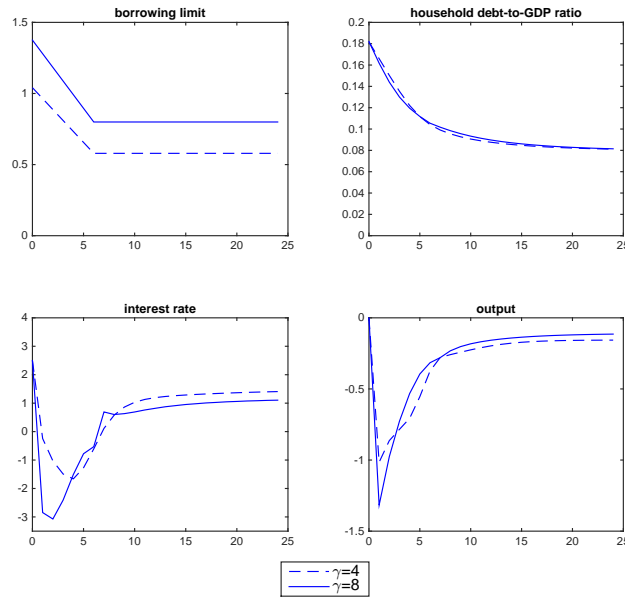 borrowing limit
1.5
1
0.5
0
0 5 10 15 20 25
household debt-to-GDP ratio
0.2
0.18
0.16
0.14
0.12
0.1
0.08
0.06
0.04
0.02
0
0 5 10 15 20 25
interest rate
4
3
2
1
0
-1
-2
-3
0 5 10 15 20 25
output
0
-0.5
-1
-1.5
0 5 10 15 20 25
γ=4
γ=8